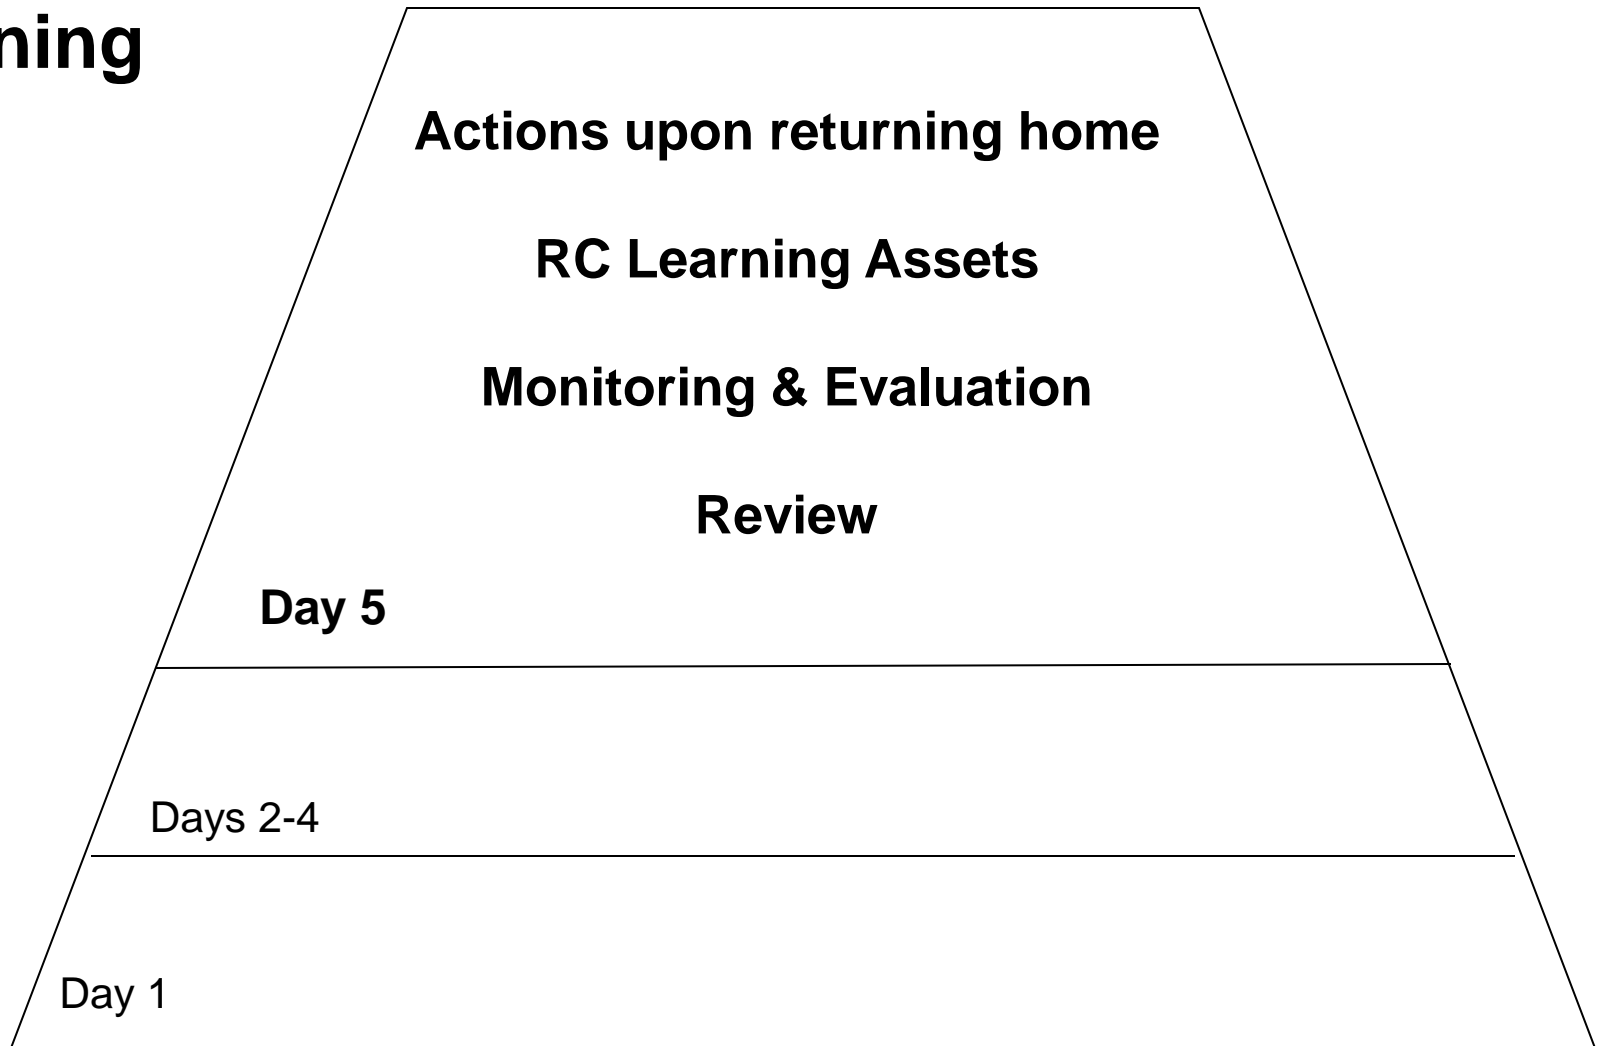 ning
Actions upon returning home
RC Learning Assets
Monitoring & Evaluation
Review
Day 5
Days 2-4
Day 1